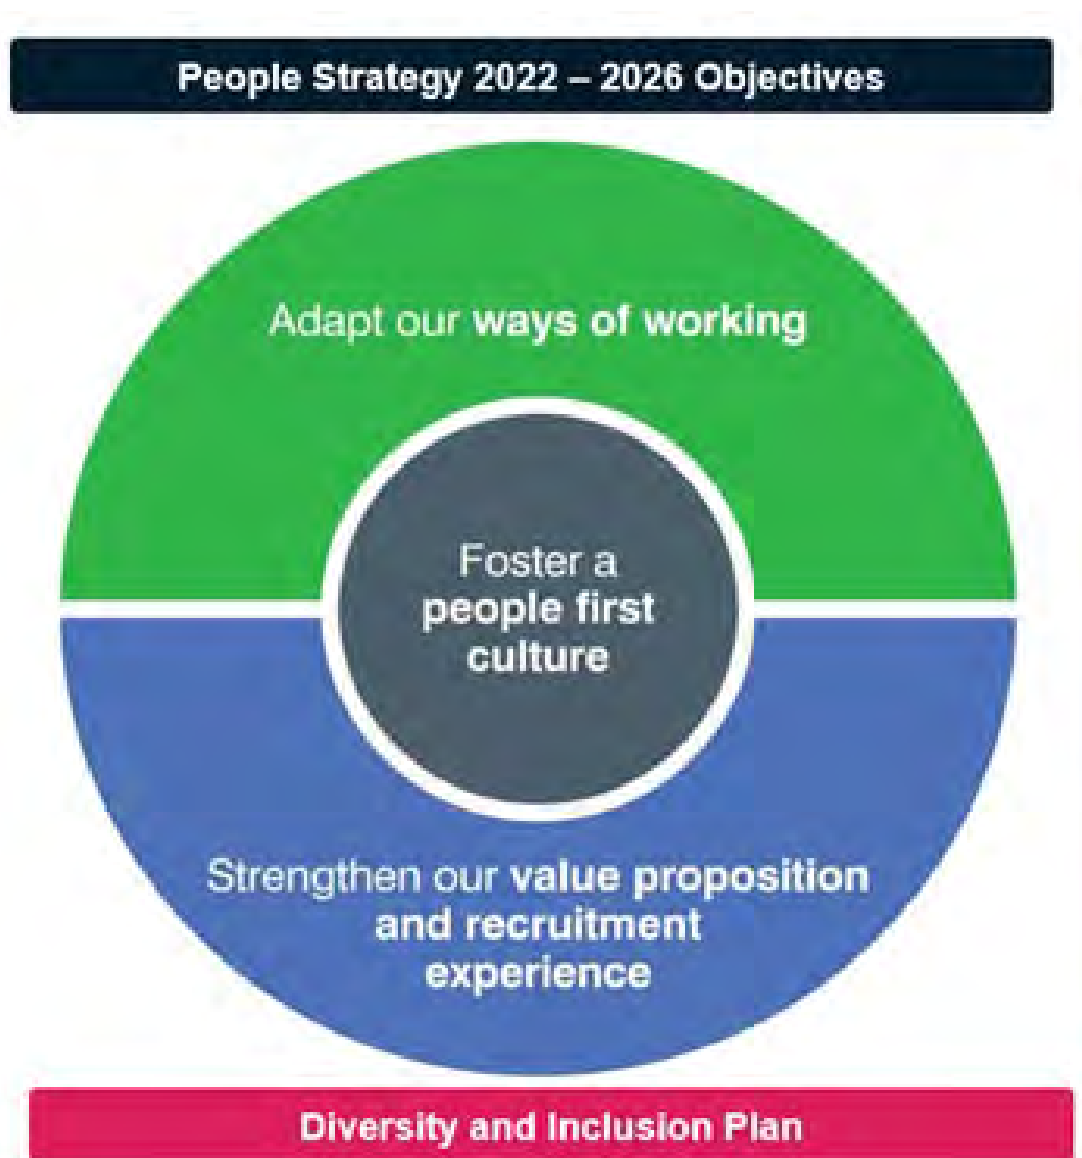 People Strategy 2022 – 2026 Objectives
Adapt our ways of working
Foster a
people first
culture
Strengthen our value proposition
and recruitment
experience
Diversity and Inclusion Plan